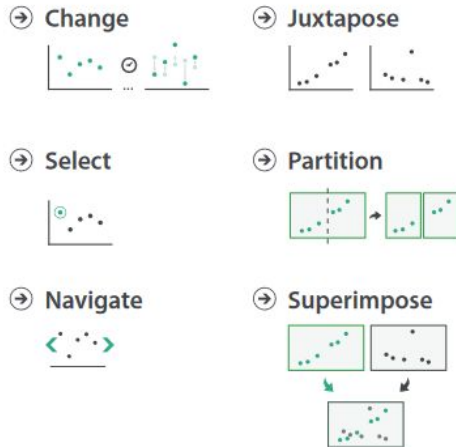 Change
Juxtapose
...
Select
Partition
Navigate
Superimpose